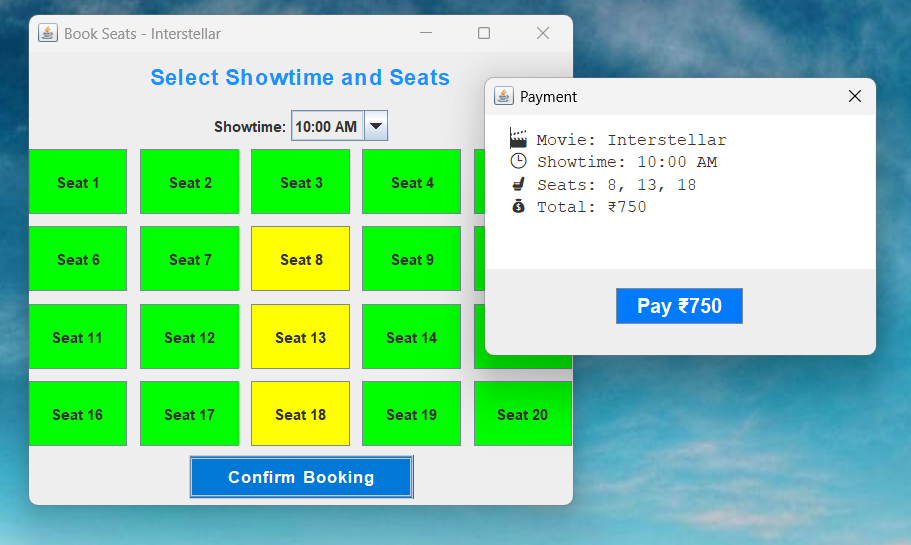 Book Seats - Interstellar
Select Showtime and Seats
Showtime: 10:00 AM
Seat 1 Seat 2 Seat 3 Seat 4
Seat 6 Seat 7 Seat 8 Seat 9
Seat 11 Seat 12 Seat 13 Seat 14
Seat 16 Seat 17 Seat 18 Seat 19 Seat 20
Confirm Booking
Payment
Movie: Interstellar
Showtime: 10:00 AM
Seats: 8, 13, 18
Total: ₹750
Pay ₹750